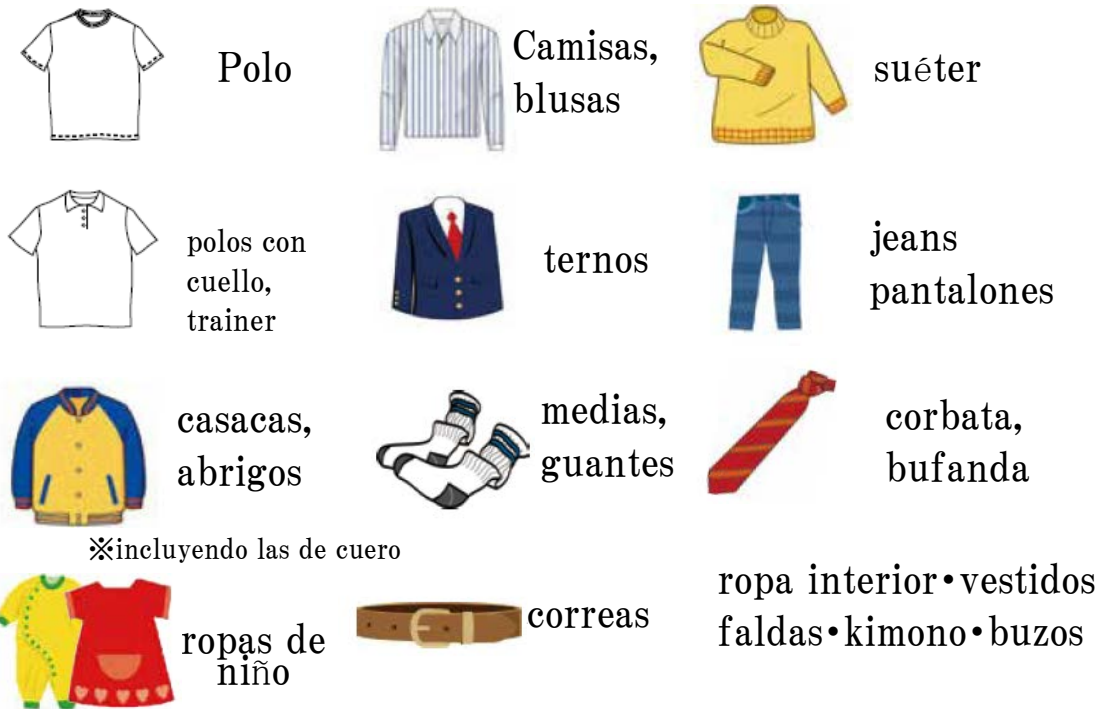 Polo
Camisas,
blusas
suéter
polos con
cuello,
trainer
ternos
jeans
pantalones
casacas,
abrigos
medias,
guantes
corbata,
bufanda
※incluyendo las de cuero
ropas de
niño
correas
ropa interior•vestidos
faldas•kimono•buzos